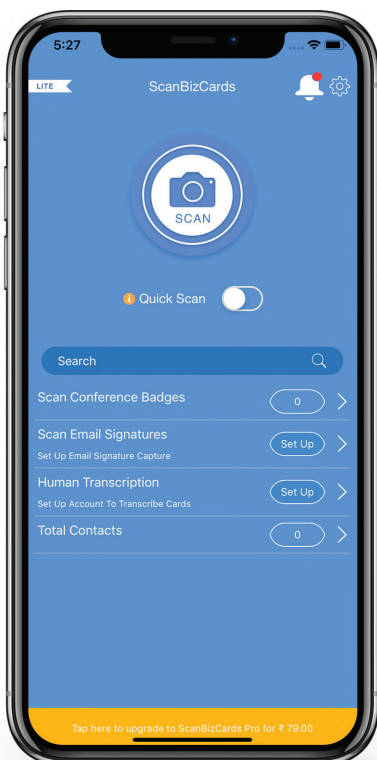 5:27
LITE
ScanBizCards
SCAN
Quick Scan
Search
Scan Conference Badges
0
Scan Email Signatures
Set Up Email Signature Capture
Set Up
Human Transcription
Set Up Account To Transcribe Cards
Set Up
Total Contacts
0
Tap here to upgrade to ScanBizCards Pro for ₹ 79.00